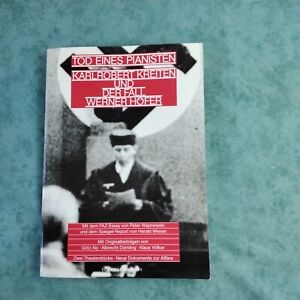 TOD EINES PIANISTEN
KARLROBERT KREITEN
UND
DER FALL
WERNER HÖFER
Mit dem FAZ-Essay von Peter Wapnewski
und dem Spiegel-Report von Harald Wieser
Mit Originalbeiträgen von
Götz Aly · Albrecht Dümling · Klaus Völker
Zwei Theaterstücke · Neue Dokumente zur Affäre